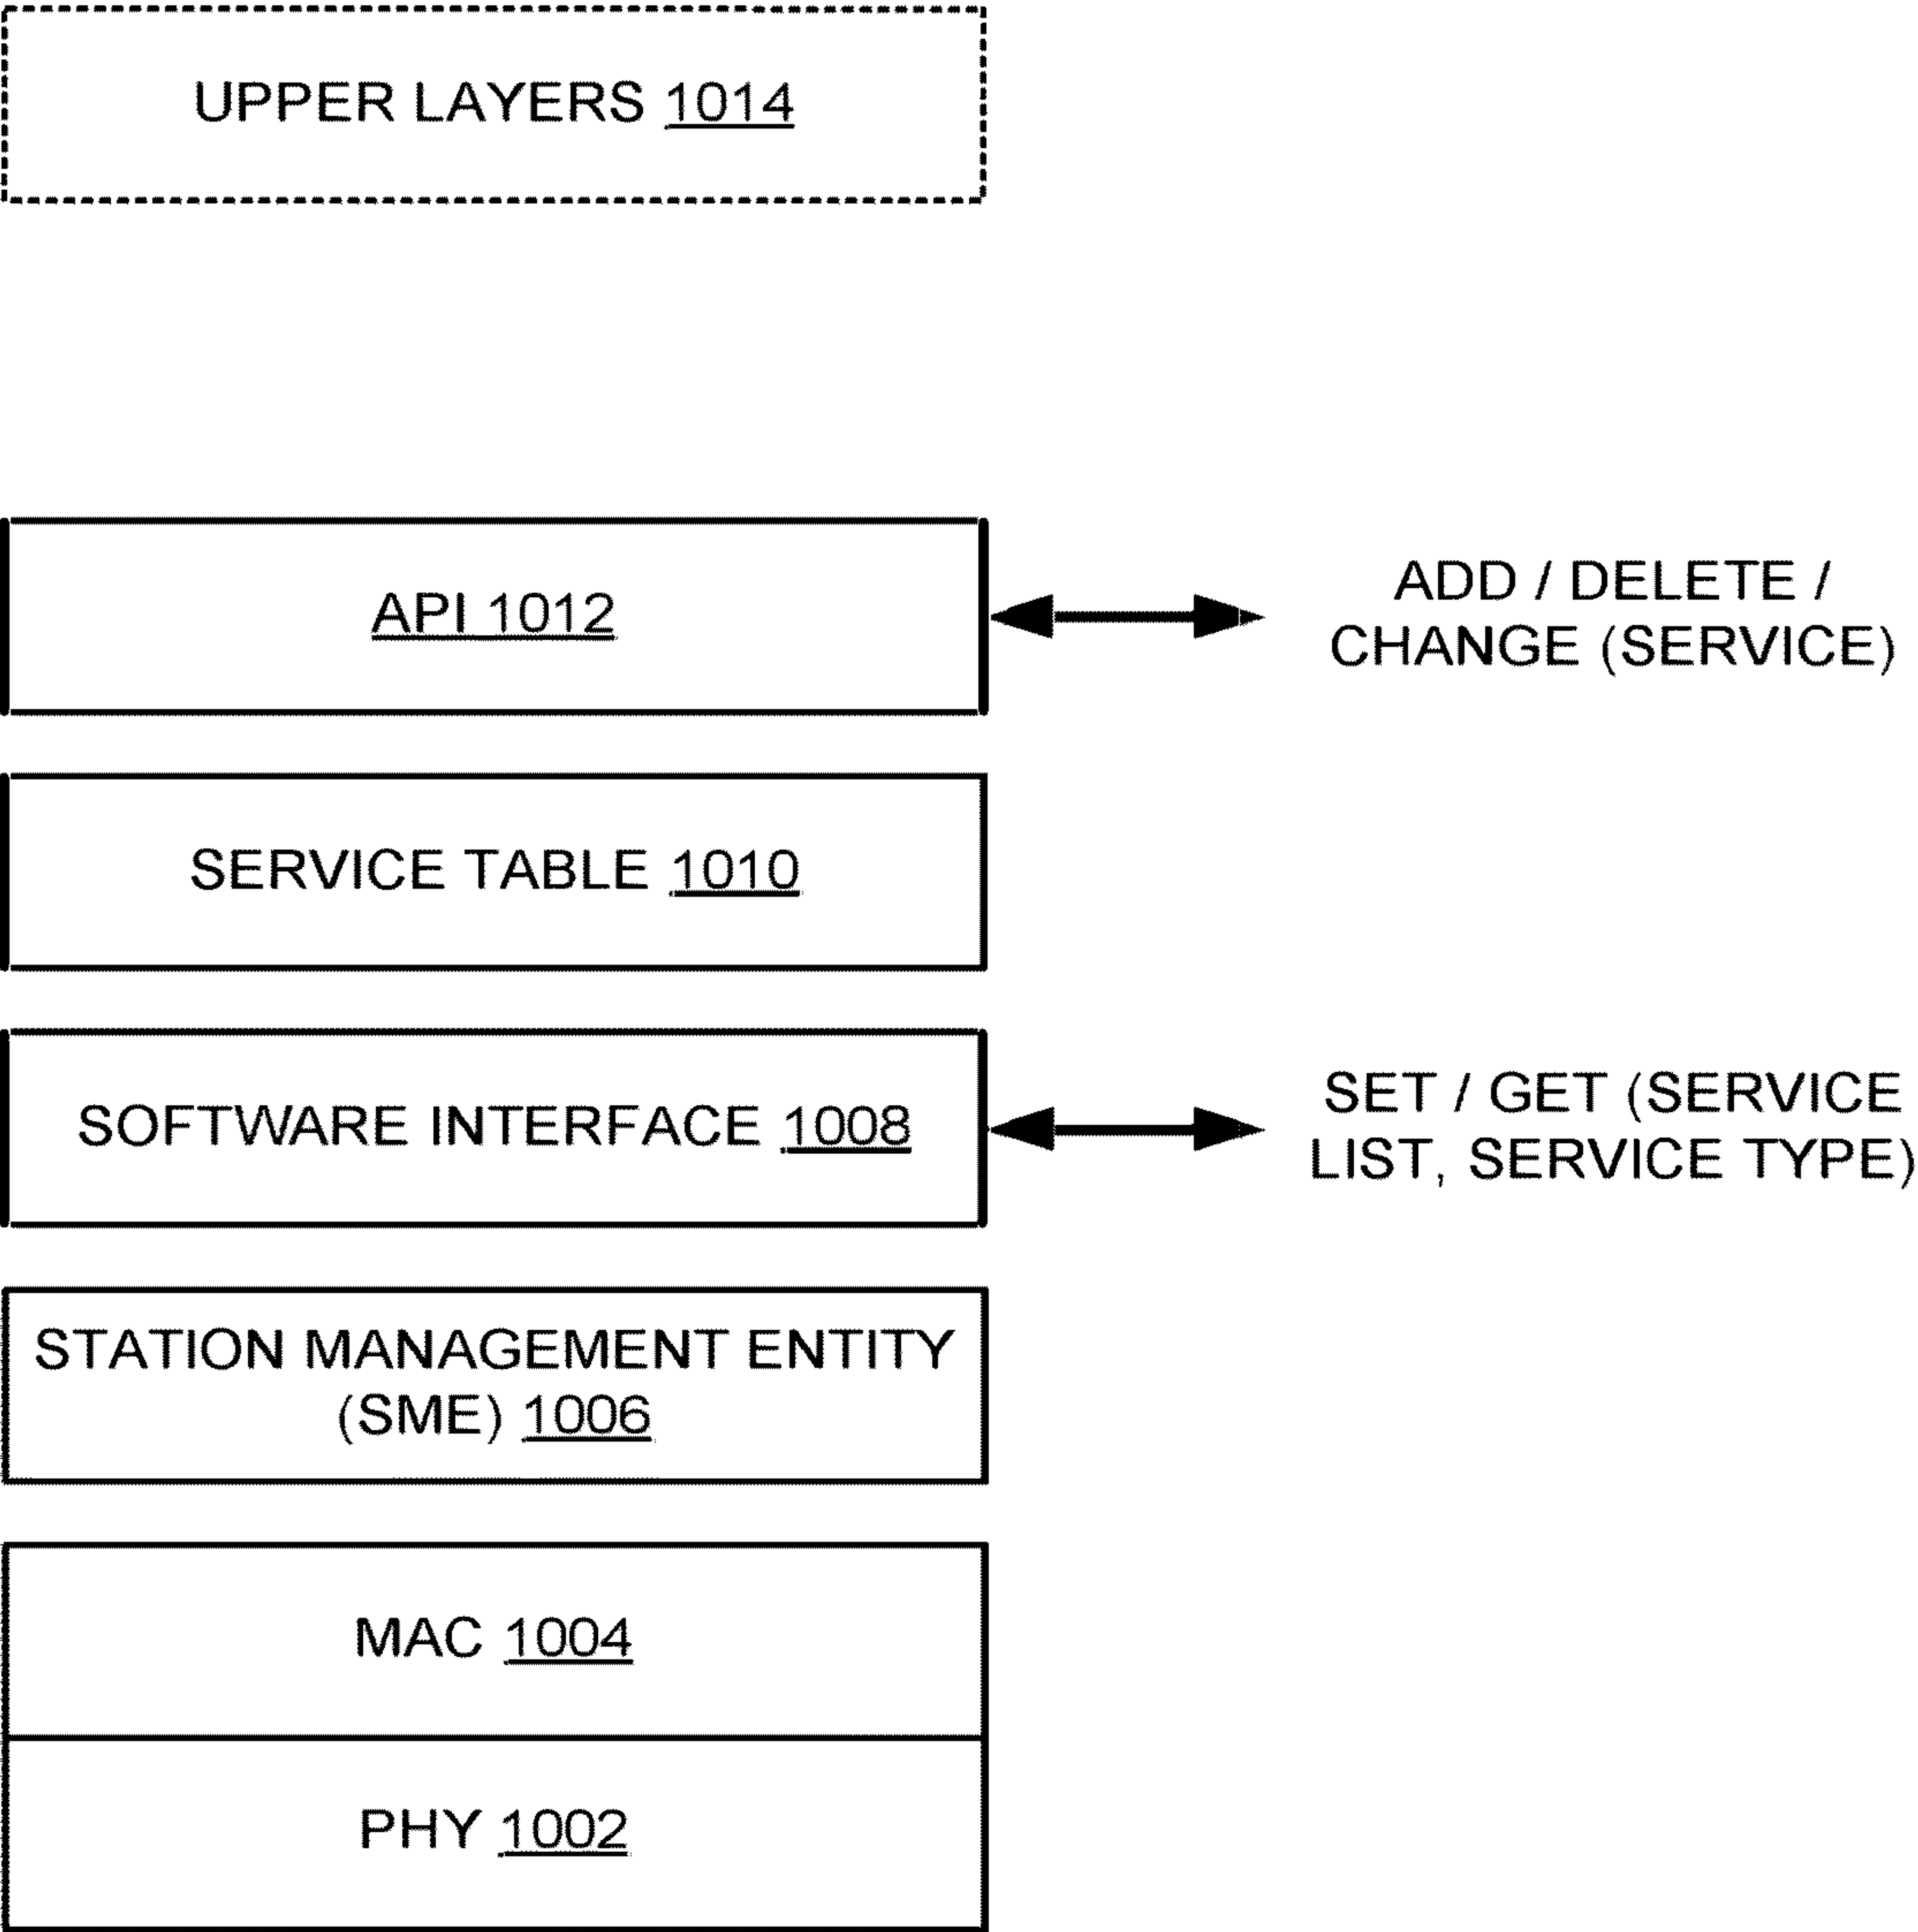 UPPER LAYERS 1014
API 1012
ADD / DELETE /
CHANGE (SERVICE)
SERVICE TABLE 1010
SOFTWARE INTERFACE 1008
SET / GET (SERVICE
LIST, SERVICE TYPE)
STATION MANAGEMENT ENTITY
(SME) 1006
MAC 1004
PHY 1002